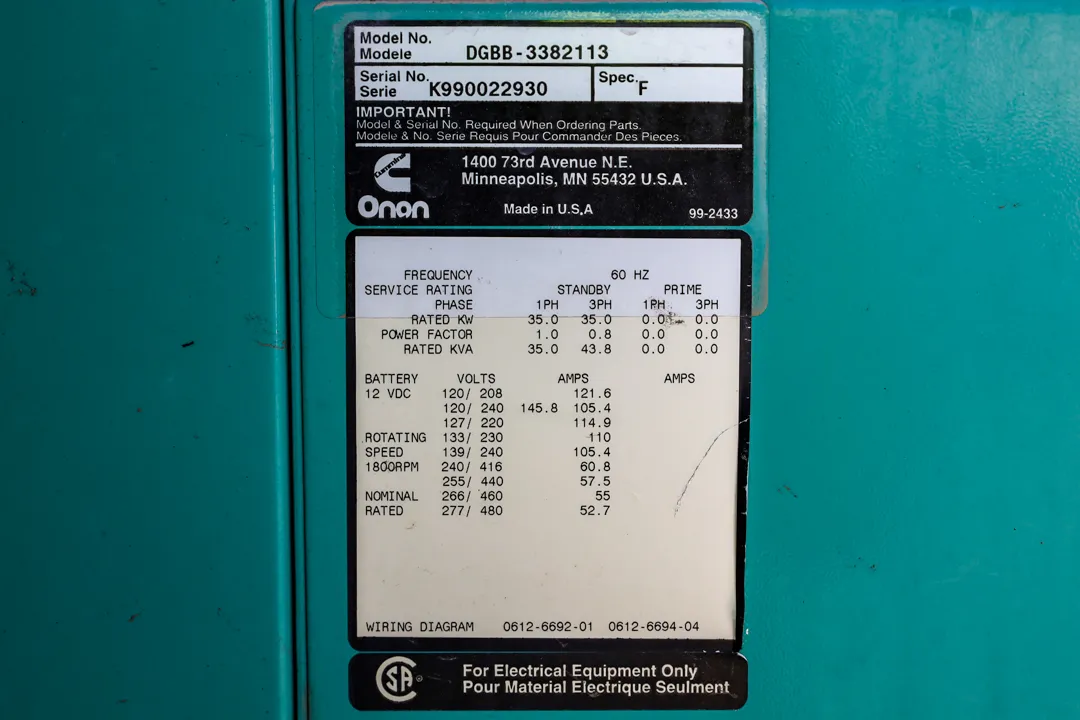 Model No.
Modele DGBB-3382113
Serial No.
Serie K990022930
Spec. F
IMPORTANT!
Model & Serial No. Required When Ordering Parts.
Modele & No. Serie Requis Pour Commander Des Pieces.
Cummins
Onan
1400 73rd Avenue N.E.
Minneapolis, MN 55432 U.S.A.
Made in U.S.A
99-2433
FREQUENCY 60 HZ
SERVICE RATING STANDBY PRIME
PHASE 1PH 3PH 1PH 3PH
RATED KW 35.0 35.0 0.0 0.0
POWER FACTOR 1.0 0.8 0.0 0.0
RATED KVA 35.0 43.8 0.0 0.0
BATTERY VOLTS AMPS AMPS
12 VDC 120/ 208 121.6
120/ 240 145.8 105.4
127/ 220 114.9
ROTATING 133/ 230 110
SPEED 139/ 240 105.4
1800RPM 240/ 416 60.8
255/ 440 57.5
NOMINAL 266/ 460 55
RATED 277/ 480 52.7
WIRING DIAGRAM 0612-6692-01 0612-6694-04
CSA ®
For Electrical Equipment Only
Pour Material Electrique Seulment